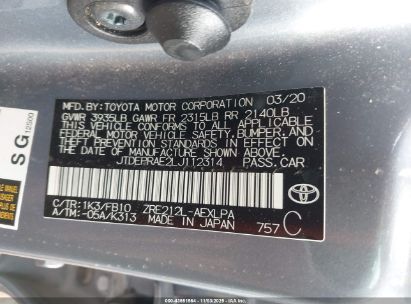 MFD.BY:TOYOTA MOTOR CORPORATION 03/20
GVWR 3935LB GAWR FR 2315LB RR 2140LB
THIS VEHICLE CONFORMS TO ALL APPLICABLE
FEDERAL MOTOR VEHICLE SAFETY,BUMPER,AND
THEFT PREVENTION STANDARDS IN EFFECT ON
THE DATE OF MANUFACTURE SHOWN ABOVE.
JTDEPRAE2LJ112314 PASS.CAR
C/TR:1K3/FB10 ZRE212L-AEXLPA
A/TM:-05A/K313 MADE IN JAPAN 757 C
TOYOTA
SG